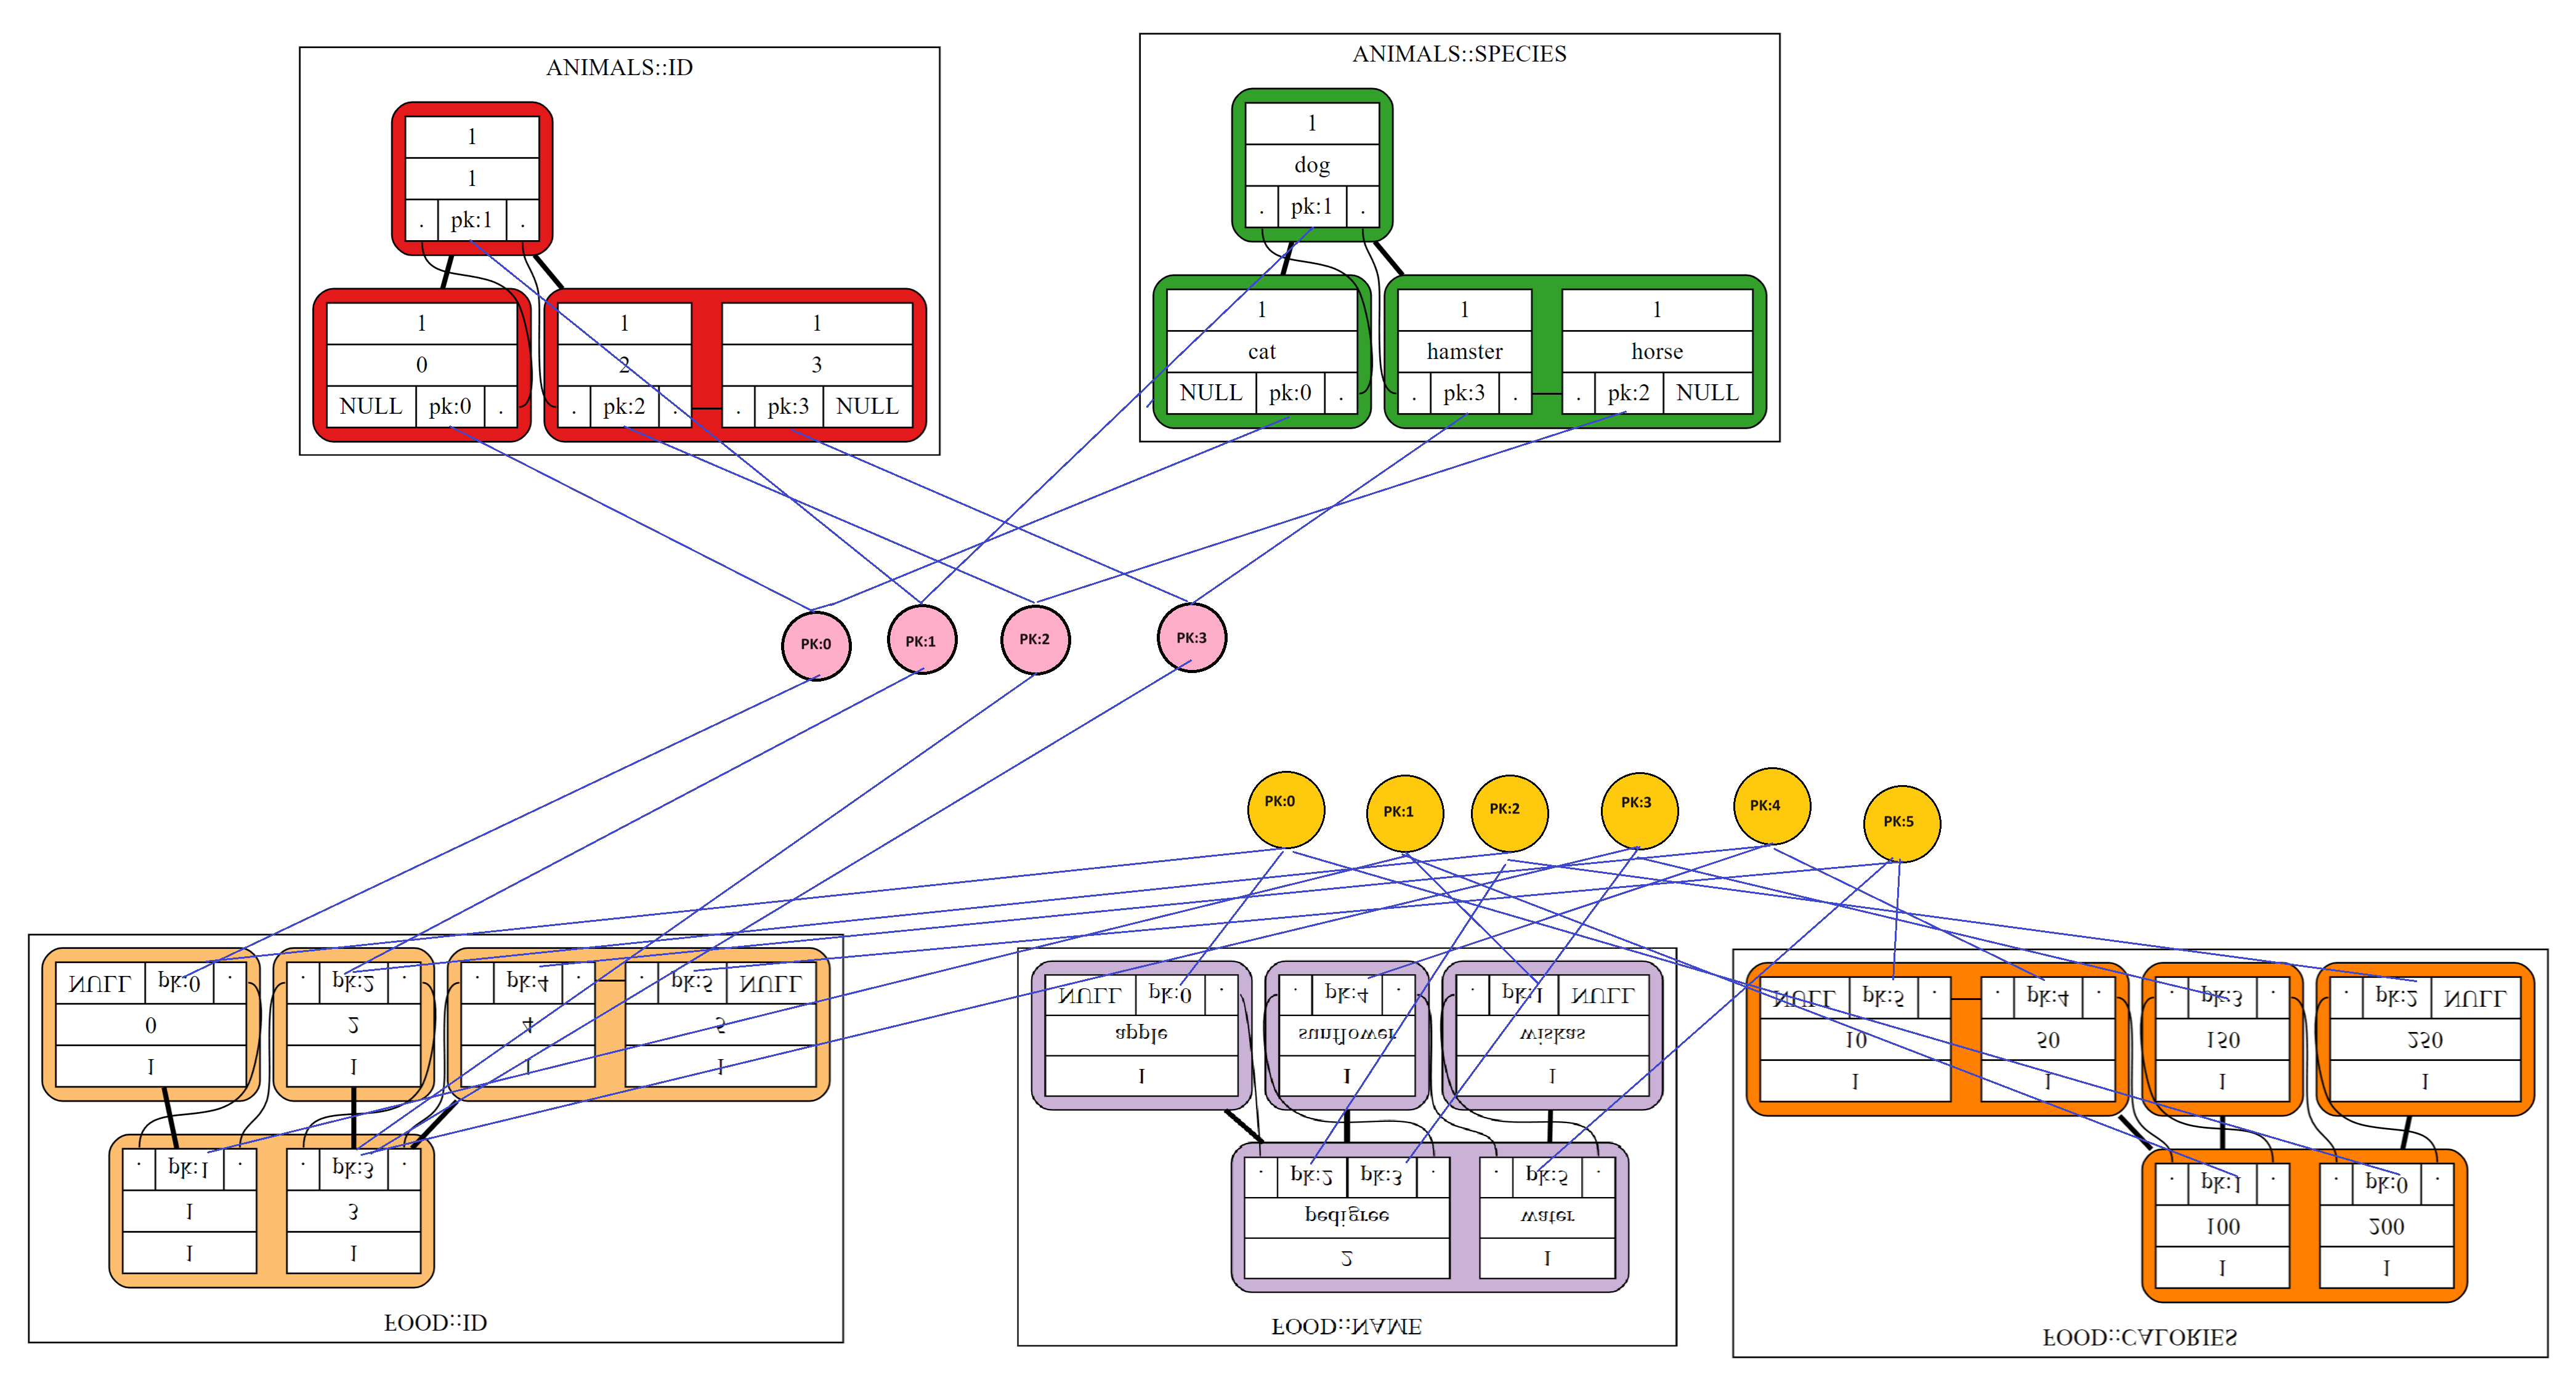 ANIMALS::ID
1
1
. pk:1 .
1
0
NULL pk:0 .
1
2
. pk:2 .
1
3
. pk:3 NULL
ANIMALS::SPECIES
1
dog
. pk:1 .
1
cat
NULL pk:0 .
1
hamster
. pk:3 .
1
horse
. pk:2 NULL
PK:0
PK:1
PK:2
PK:3
PK:0
PK:1
PK:2
PK:3
PK:4
PK:5
NULL pk:0 .
0
1
. pk:2 .
2
1
. pk:4 .
4
1
. pk:5 NULL
5
1
. pk:1 .
1
1
. pk:3 .
3
1
FOOD::ID
NULL pk:0 .
apple
1
. pk:4 .
sunflower
1
. pk:1 NULL
wiskas
1
. pk:2 pk:3 .
pedigree
2
. pk:5 .
water
1
FOOD::NAME
NULL pk:5 .
10
1
. pk:4 .
50
1
. pk:3 .
150
1
. pk:2 NULL
250
1
. pk:1 .
100
1
. pk:0 .
200
1
FOOD::CALORIES